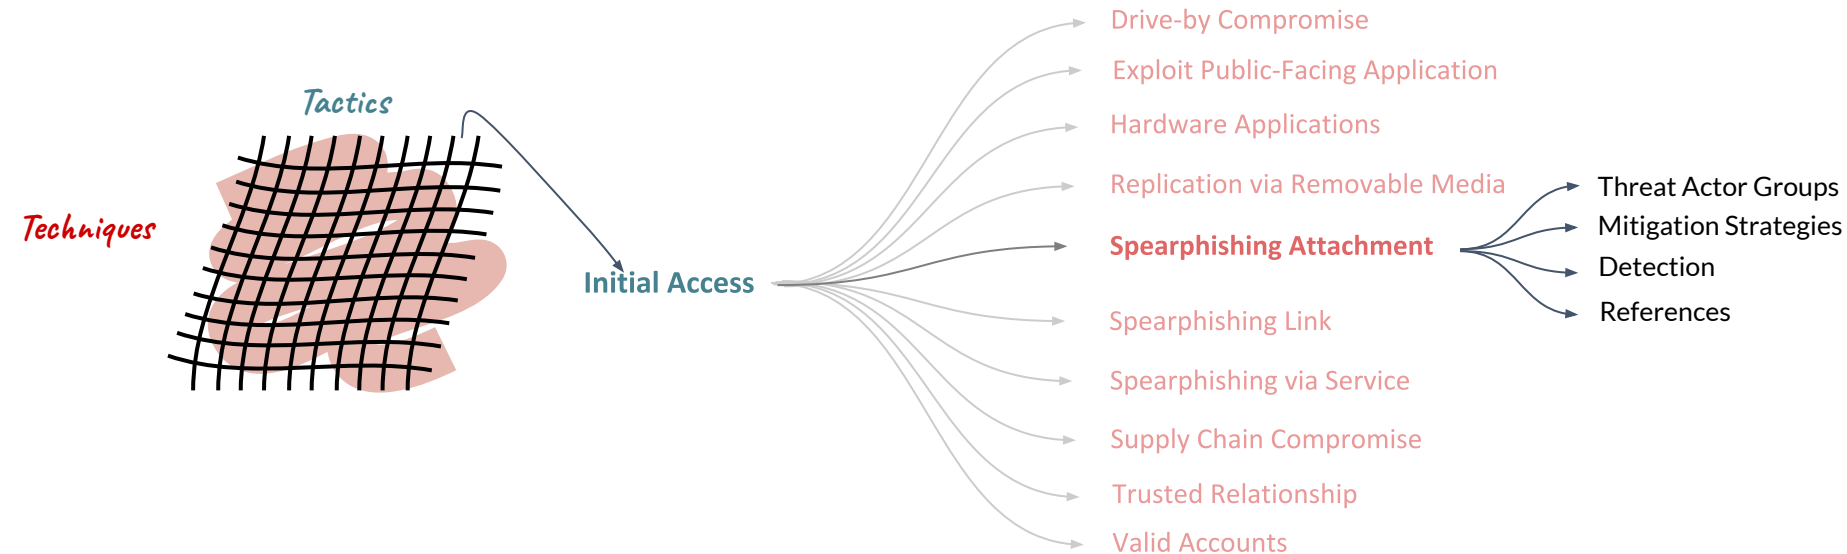 Tactics
Techniques
Initial Access
Drive-by Compromise
Exploit Public-Facing Application
Hardware Applications
Replication via Removable Media
Spearphishing Attachment
Spearphishing Link
Spearphishing via Service
Supply Chain Compromise
Trusted Relationship
Valid Accounts
Threat Actor Groups
Mitigation Strategies
Detection
References